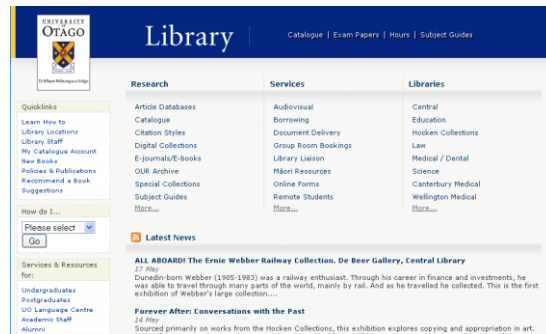 UNIVERSITY
of
OTAGO
Library
Catalogue | Exam Papers | Hours | Subject Guides
Quicklinks
Learn How to
Library Locations
Library Staff
My Catalogue Account
New Books
Policies & Publications
Recommend a Book
Suggestions
How do I...
Please select
Go
Services & Resources
for:
Undergraduates
Postgraduates
UO Language Centre
Academic Staff
Alumni
Research
Article Databases
Catalogue
Citation Styles
Digital Collections
E-journals/E-books
OUR Archive
Special Collections
Subject Guides
More...
Services
Audiovisual
Borrowing
Document Delivery
Group Room Bookings
Library Liaison
Māori Resources
Online Forms
Remote Students
More...
Libraries
Central
Education
Hocken Collections
Law
Medical / Dental
Science
Canterbury Medical
Wellington Medical
More...
Latest News
ALL ABOARD! The Ernie Webber Railway Collection. De Beer Gallery, Central Library
17 May
Dunedin-born Webber (1905-1983) was a railway enthusiast. Through his career in finance and investments, he
was able to travel through many parts of the world, mainly by rail. And as he travelled he collected. This is the first
exhibition of Webber's large collection....
Forever After: Conversations with the Past
14 May
Sourced primarily on works from the Hocken Collections, this exhibition explores copying and appropriation in art.